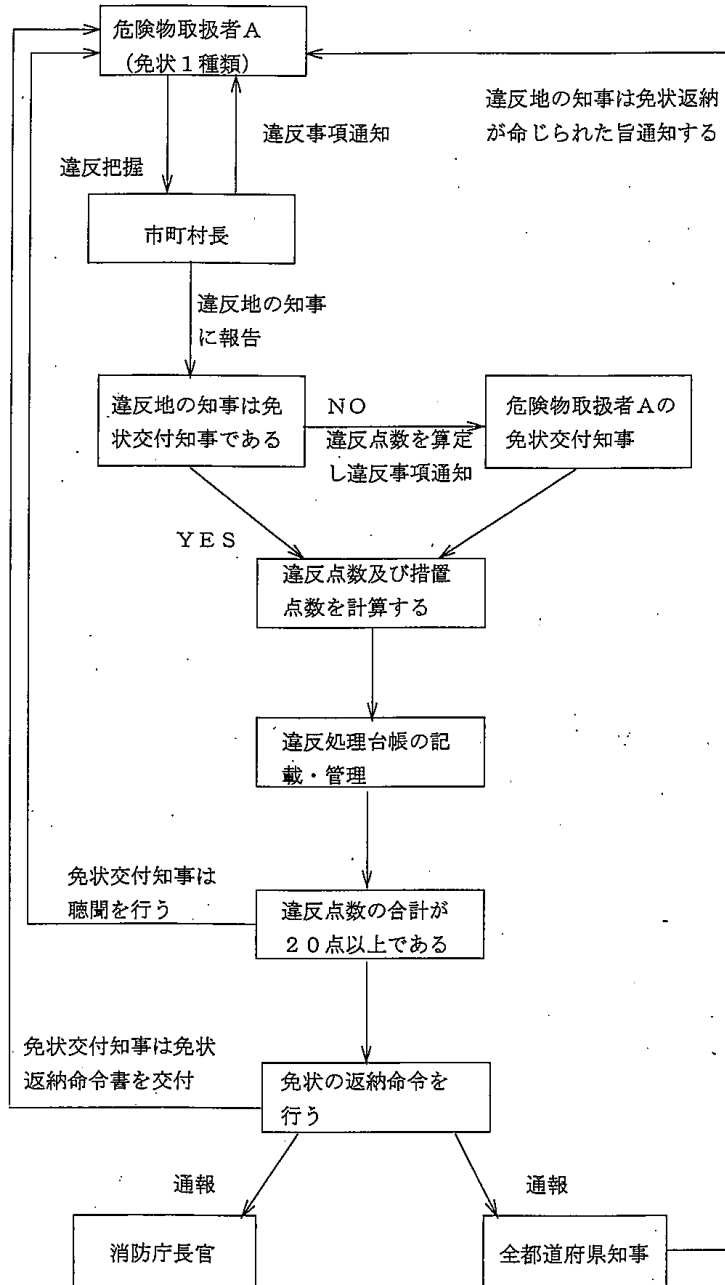 危険物取扱者A
(免状1種類)
違反地の知事は免状返納
が命じられた旨通知する
違反事項通知
違反把握
市町村長
違反地の知事
に報告
違反地の知事は免
状交付知事である
NO
違反点数を算定
し違反事項通知
危険物取扱者Aの
免状交付知事
YES
違反点数及び措置
点数を計算する
違反処理台帳の記
載・管理
免状交付知事は
聴聞を行う
違反点数の合計が
20点以上である
免状交付知事は免状
返納命令書を交付
免状の返納命令を
行う
通報
通報
消防庁長官
全都道府県知事